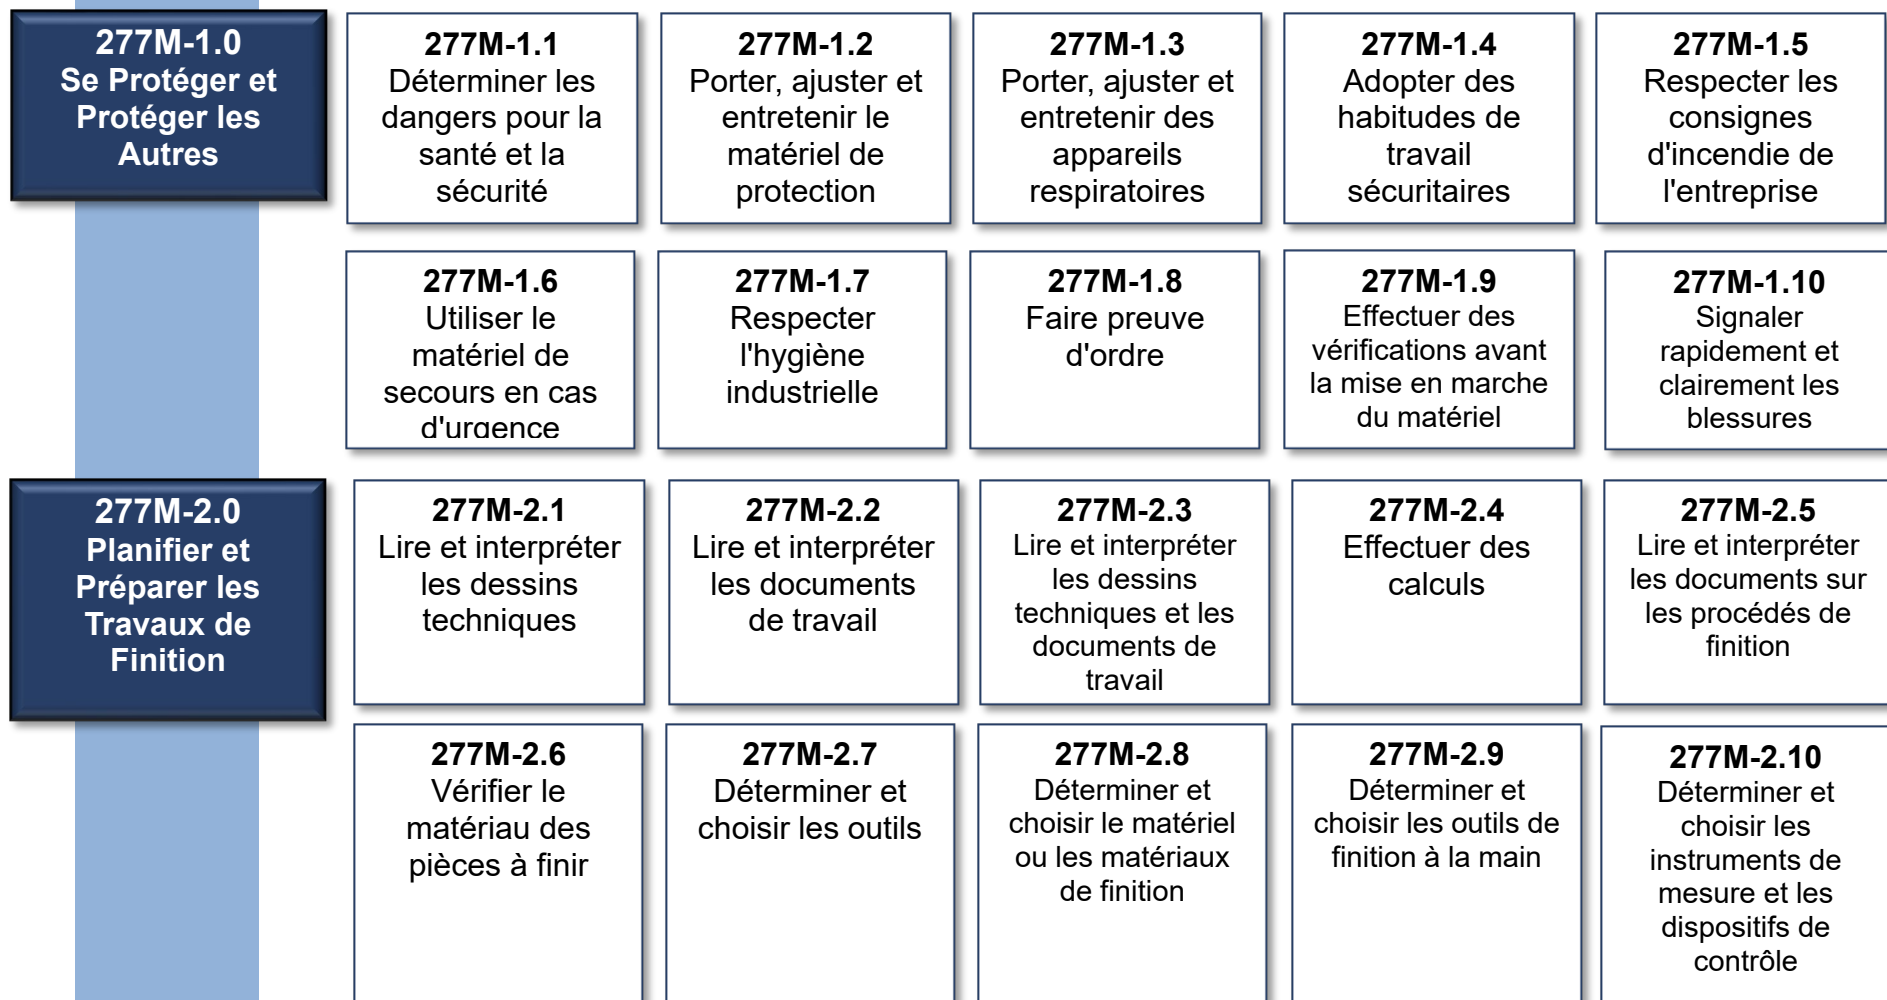 277M-1.0
Se Protéger et
Protéger les
Autres
277M-1.1
Déterminer les
dangers pour la
santé et la
sécurité
277M-1.2
Porter, ajuster et
entretenir le
matériel de
protection
277M-1.3
Porter, ajuster et
entretenir des
appareils
respiratoires
277M-1.4
Adopter des
habitudes de
travail
sécuritaires
277M-1.5
Respecter les
consignes
d'incendie de
l'entreprise
277M-1.6
Utiliser le
matériel de
secours en cas
d'urgence
277M-1.7
Respecter
l'hygiène
industrielle
277M-1.8
Faire preuve
d'ordre
277M-1.9
Effectuer des
vérifications avant
la mise en marche
du matériel
277M-1.10
Signaler
rapidement et
clairement les
blessures
277M-2.0
Planifier et
Préparer les
Travaux de
Finition
277M-2.1
Lire et interpréter
les dessins
techniques
277M-2.2
Lire et interpréter
les documents
de travail
277M-2.3
Lire et interpréter
les dessins
techniques et les
documents de
travail
277M-2.4
Effectuer des
calculs
277M-2.5
Lire et interpréter
les documents sur
les procédés de
finition
277M-2.6
Vérifier le
matériau des
pièces à finir
277M-2.7
Déterminer et
choisir les outils
277M-2.8
Déterminer et
choisir le matériel
ou les matériaux
de finition
277M-2.9
Déterminer et
choisir les outils de
finition à la main
277M-2.10
Déterminer et
choisir les
instruments de
mesure et les
dispositifs de
contrôle